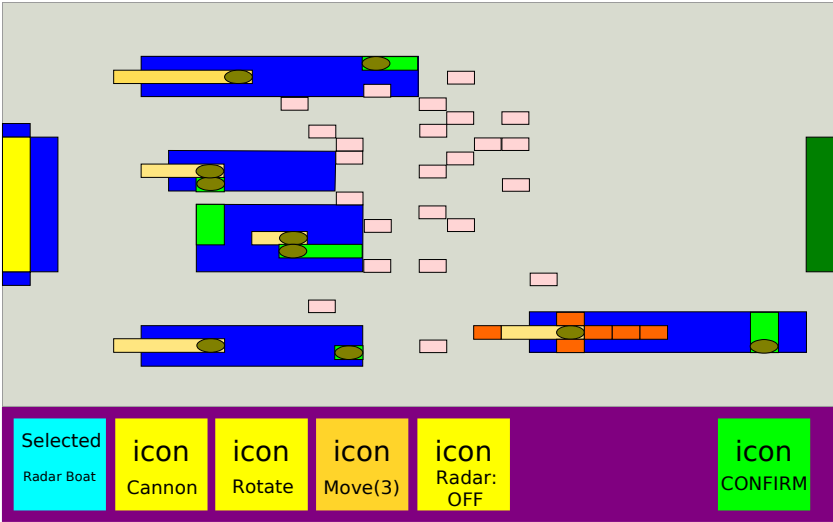 Selected
Radar Boat
icon
Cannon
icon
Rotate
icon
Move(3)
icon
Radar:
OFF
icon
CONFIRM